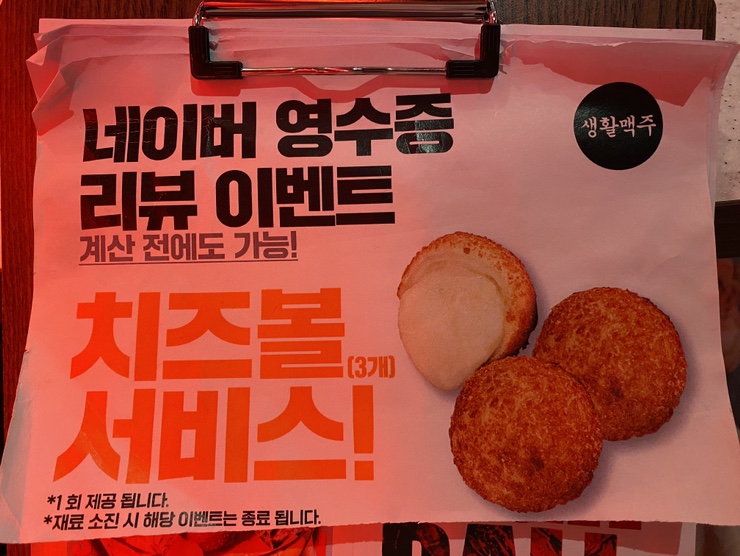 네이버 영수증
리뷰 이벤트
계산 전에도 가능!
생활맥주
치즈볼
(3개)
서비스!
*1 회 제공 됩니다.
*재료 소진 시 해당 이벤트는 종료 됩니다.